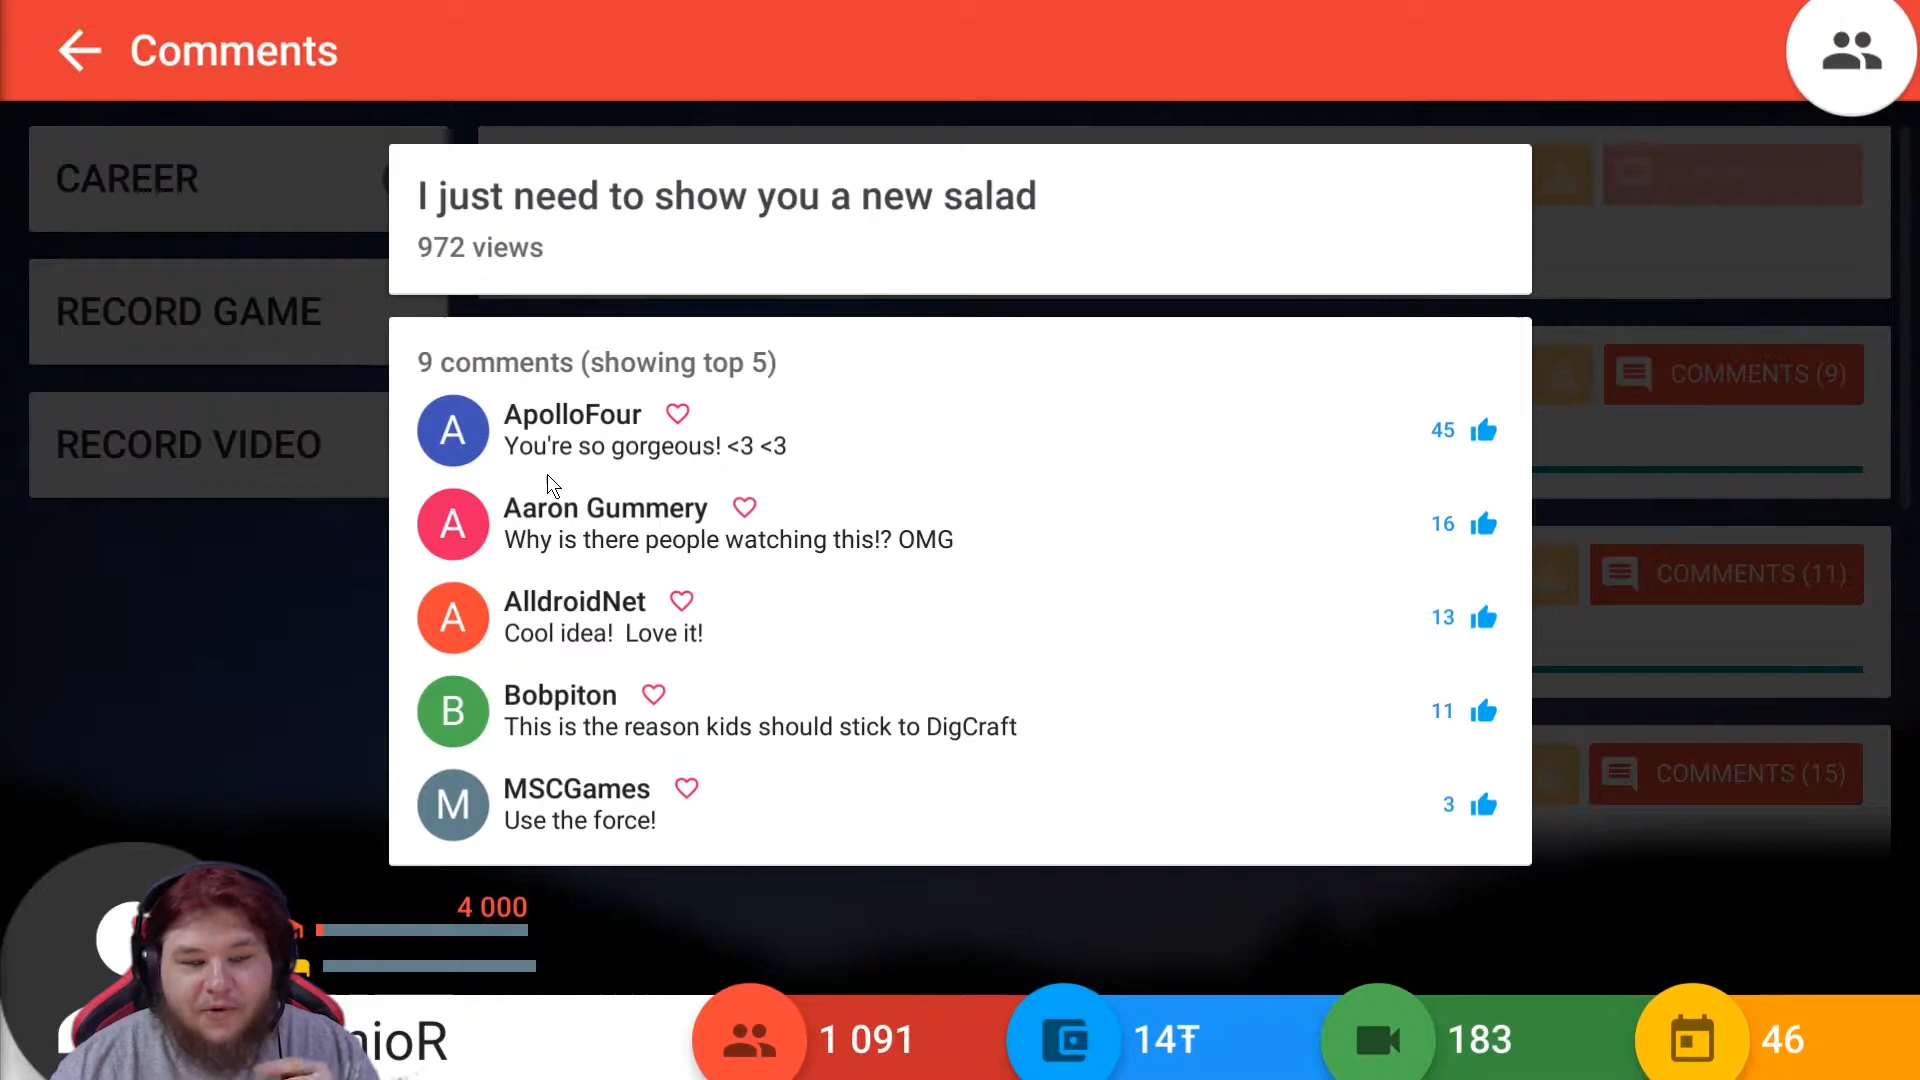 Comments
CAREER
RECORD GAME
RECORD VIDEO
I just need to show you a new salad
972 views
9 comments (showing top 5)
A
ApolloFour
You're so gorgeous! <3 <3
45
A
Aaron Gummery
Why is there people watching this!? OMG
16
A
AlldroidNet
Cool idea!  Love it!
13
B
Bobpiton
This is the reason kids should stick to DigCraft
11
M
MSCGames
Use the force!
3
COMMENTS (9)
COMMENTS (11)
COMMENTS (15)
4 000
nioR
1 091
14₸
183
46